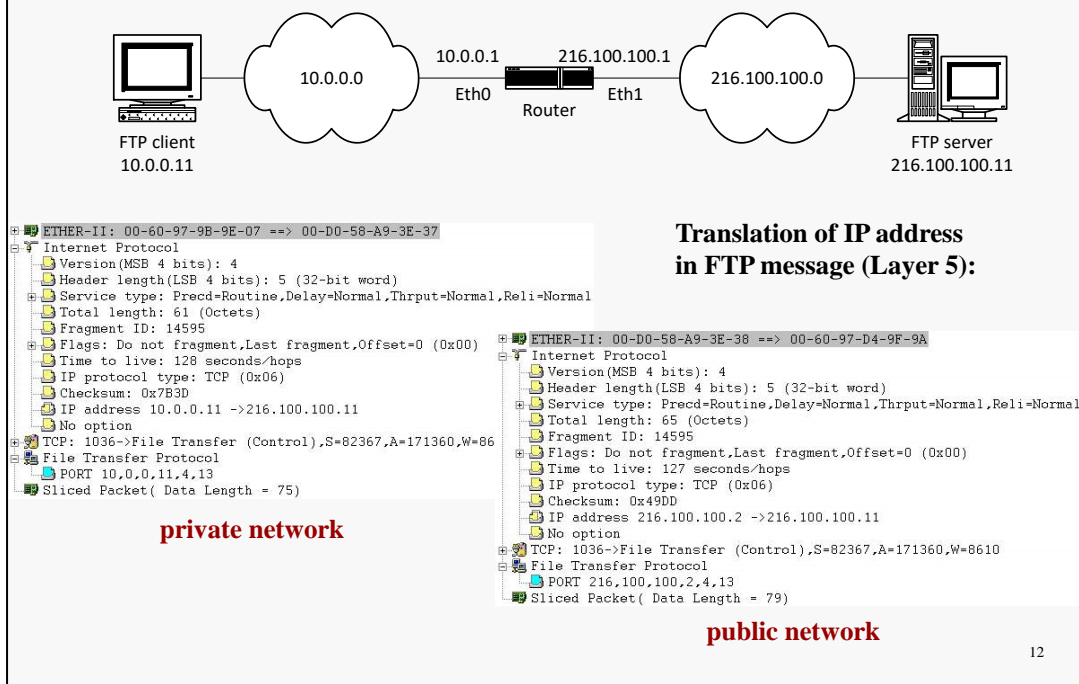 10.0.0.0
10.0.0.1
216.100.100.1
216.100.100.0
Eth0
Router
Eth1
FTP client
10.0.0.11
FTP server
216.100.100.11
Translation of IP address
in FTP message (Layer 5):
ETHER-II: 00-60-97-9B-9E-07 ==> 00-D0-58-A9-3E-37
Internet Protocol
Version(MSB 4 bits): 4
Header length(LSB 4 bits): 5 (32-bit word)
Service type: Precd=Routine,Delay=Normal,Thrput=Normal,Reli=Normal
Total length: 61 (Octets)
Fragment ID: 14595
Flags: Do not fragment,Last fragment,Offset=0 (0x00)
Time to live: 128 seconds/hops
IP protocol type: TCP (0x06)
Checksum: 0x7B3D
IP address 10.0.0.11 ->216.100.100.11
No option
TCP: 1036->File Transfer (Control),S=82367,A=171360,W=86
File Transfer Protocol
PORT 10,0,0,11,4,13
Sliced Packet( Data Length = 75)
private network
ETHER-II: 00-D0-58-A9-3E-38 ==> 00-60-97-D4-9F-9A
Internet Protocol
Version(MSB 4 bits): 4
Header length(LSB 4 bits): 5 (32-bit word)
Service type: Precd=Routine,Delay=Normal,Thrput=Normal,Reli=Normal
Total length: 65 (Octets)
Fragment ID: 14595
Flags: Do not fragment,Last fragment,Offset=0 (0x00)
Time to live: 127 seconds/hops
IP protocol type: TCP (0x06)
Checksum: 0x49DD
IP address 216.100.100.2 ->216.100.100.11
No option
TCP: 1036->File Transfer (Control),S=82367,A=171360,W=8610
File Transfer Protocol
PORT 216,100,100,2,4,13
Sliced Packet( Data Length = 79)
public network
12